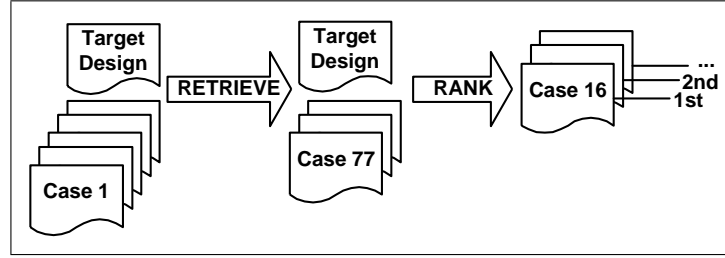 Target
Design
RETRIEVE
Case 1
Target
Design
Case 77
RANK
Case 16
...
2nd
1st